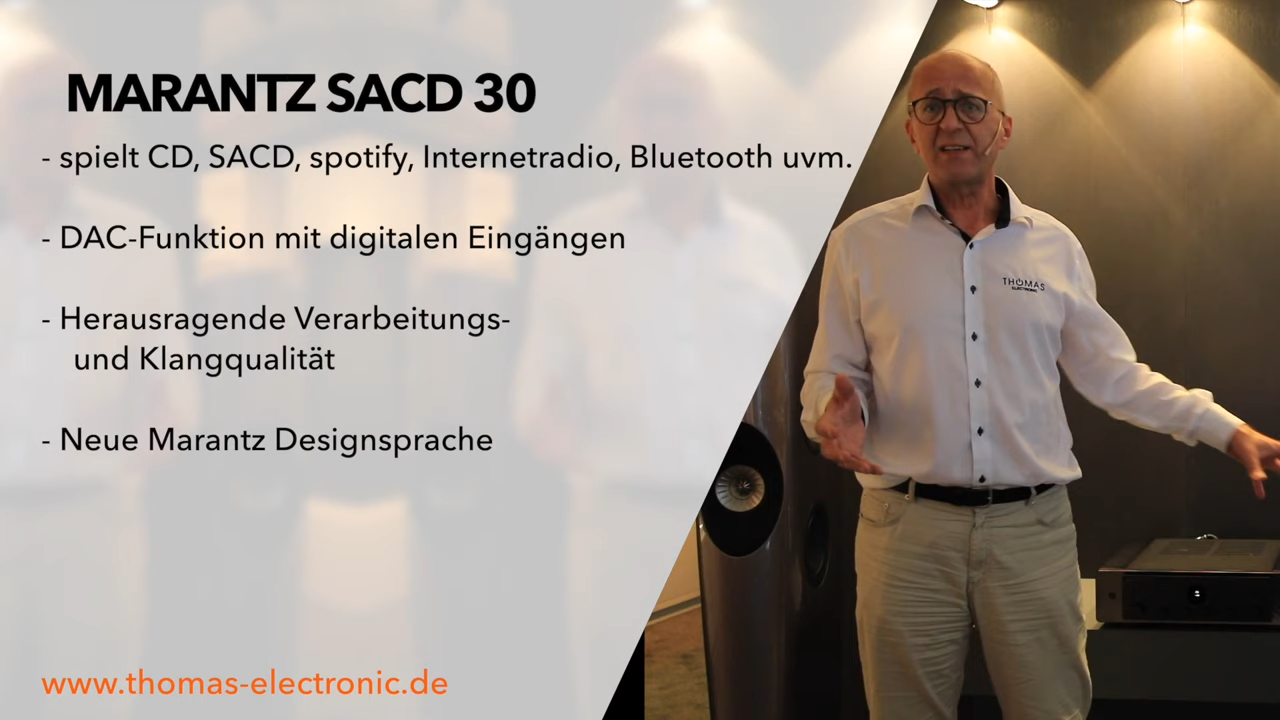 MARANTZ SACD 30
- spielt CD, SACD, spotify, Internetradio, Bluetooth uvm.
- DAC-Funktion mit digitalen Eingängen
- Herausragende Verarbeitungs-
und Klangqualität
- Neue Marantz Designsprache
THOMAS
ELECTRONIC
www.thomas-electronic.de